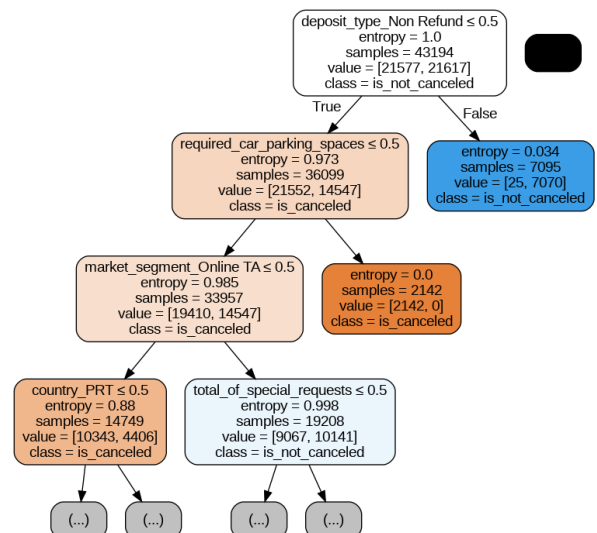 deposit_type_Non Refund ≤ 0.5
entropy = 1.0
samples = 43194
value = [21577, 21617]
class = is_not_canceled
True
False
required_car_parking_spaces ≤ 0.5
entropy = 0.973
samples = 36099
value = [21552, 14547]
class = is_canceled
entropy = 0.034
samples = 7095
value = [25, 7070]
class = is_not_canceled
market_segment_Online TA ≤ 0.5
entropy = 0.985
samples = 33957
value = [19410, 14547]
class = is_canceled
entropy = 0.0
samples = 2142
value = [2142, 0]
class = is_canceled
country_PRT ≤ 0.5
entropy = 0.88
samples = 14749
value = [10343, 4406]
class = is_canceled
total_of_special_requests ≤ 0.5
entropy = 0.998
samples = 19208
value = [9067, 10141]
class = is_not_canceled
(...)
(...)
(...)
(...)